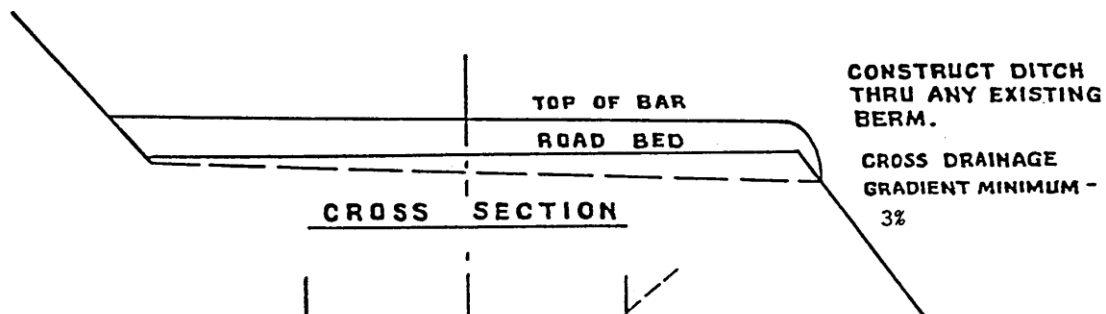 TOP OF BAR
ROAD BED
CROSS SECTION
CONSTRUCT DITCH
THRU ANY EXISTING
BERM.
CROSS DRAINAGE
GRADIENT MINIMUM -
3%